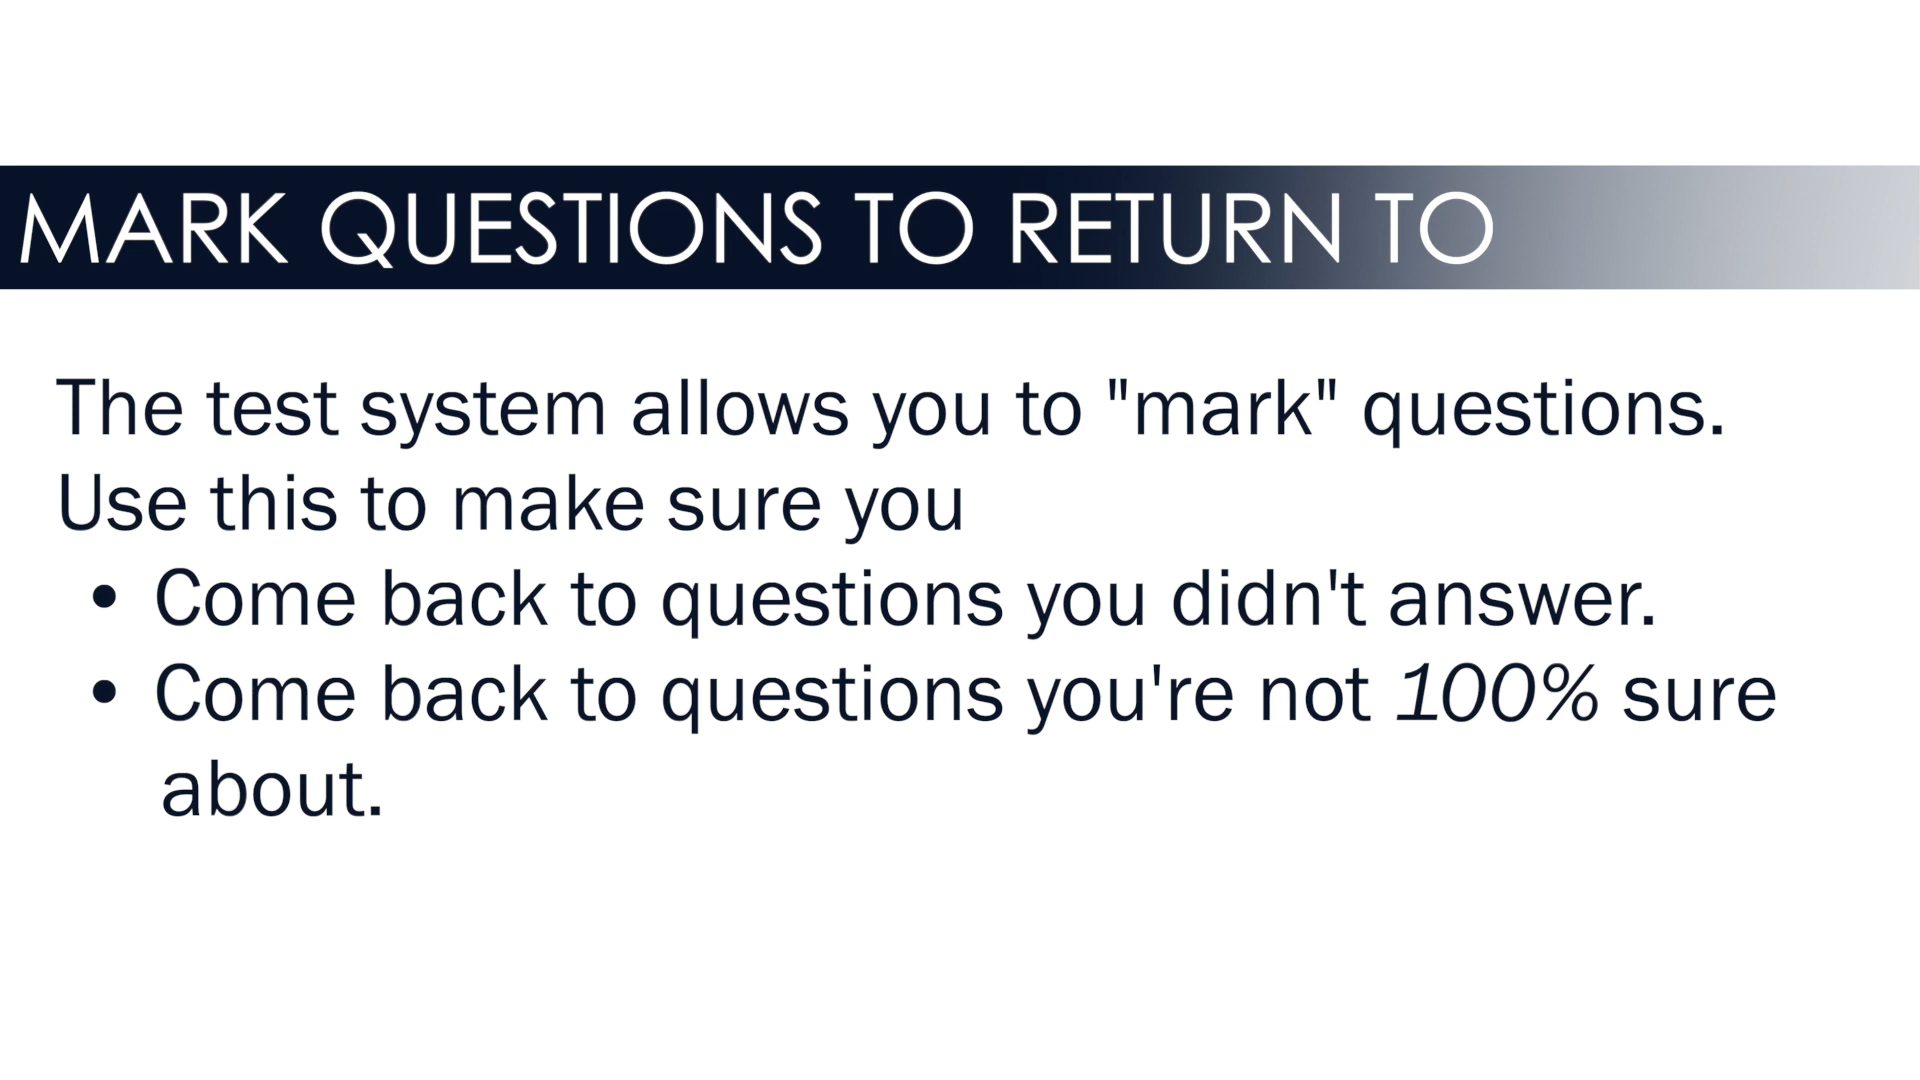 MARK QUESTIONS TO RETURN TO
The test system allows you to "mark" questions.
Use this to make sure you
• Come back to questions you didn't answer.
• Come back to questions you're not 100% sure
about.